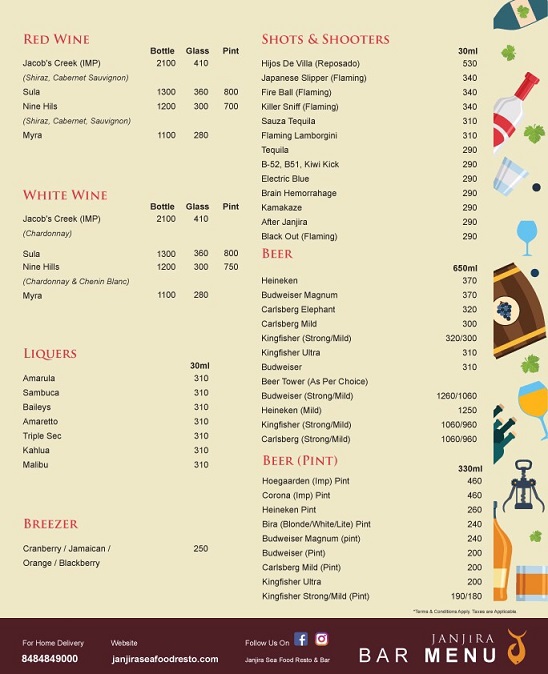 RED WINE
Bottle Glass Pint
Jacob's Creek (IMP) 2100 410
(Shiraz, Cabernet Sauvignon)
Sula 1300 360 800
Nine Hils 1200 300 700
(Shiraz, Cabernet, Sauvignon)
Myra 1100 280
WHITE WINE
Bottle Glass Pint
Jacob's Creek (IMP) 2100 410
(Chardonnay)
Sula 1300 360 800
Nine Hills 1200 300 750
(Chardonnay & Chenin Blanc)
Myra 1100 280
LIQUERS
30ml
Amarula 310
Sambuca 310
Baileys 310
Amaretto 310
Triple Sec 310
Kahlua 310
Malibu 310
BREEZER
Cranberry / Jamaican / 250
Orange / Blackberry
SHOTS & SHOOTERS
30ml
Hijos De Villa (Reposado) 530
Japanese Slipper (Flaming) 340
Fire Ball (Flaming) 340
Killer Sniff (Flaming) 340
Sauza Tequila 310
Flaming Lamborgini 310
Tequila 290
B-52, B51, Kiwi Kick 290
Electric Blue 290
Brain Hemorrahage 290
Kamakaze 290
After Janjira 290
Black Out (Flaming) 290
BEER
650ml
Heineken 370
Budweiser Magnum 370
Carlsberg Elephant 320
Carlsberg Mild 300
Kingfisher (Strong/Mild) 320/300
Kingfisher Ultra 310
Budweiser 310
Beer Tower (As Per Choice)
Budweiser (Strong/Mild) 1260/1060
Heineken (Mild) 1250
Kingfisher (Strong/Mild) 1060/960
Carlsberg (Strong/Mild) 1060/960
BEER (PINT)
330ml
Hoegaarden (Imp) Pint 460
Corona (Imp) Pint 460
Heineken Pint 260
Bira (Blonde/White/Lite) Pint 240
Budweiser Magnum (pint) 240
Budweiser (Pint) 200
Carlsberg Mild (Pint) 200
Kingfisher Ultra 200
Kingfisher Strong/Mild (Pint) 190/180
*Terms & Conditions Apply. Taxes are Applicable.
For Home Delivery
8484849000
Website
janjiraseafoodresto.com
Follow Us On
Janjira Sea Food Resto & Bar
JANJIRA
BAR MENU